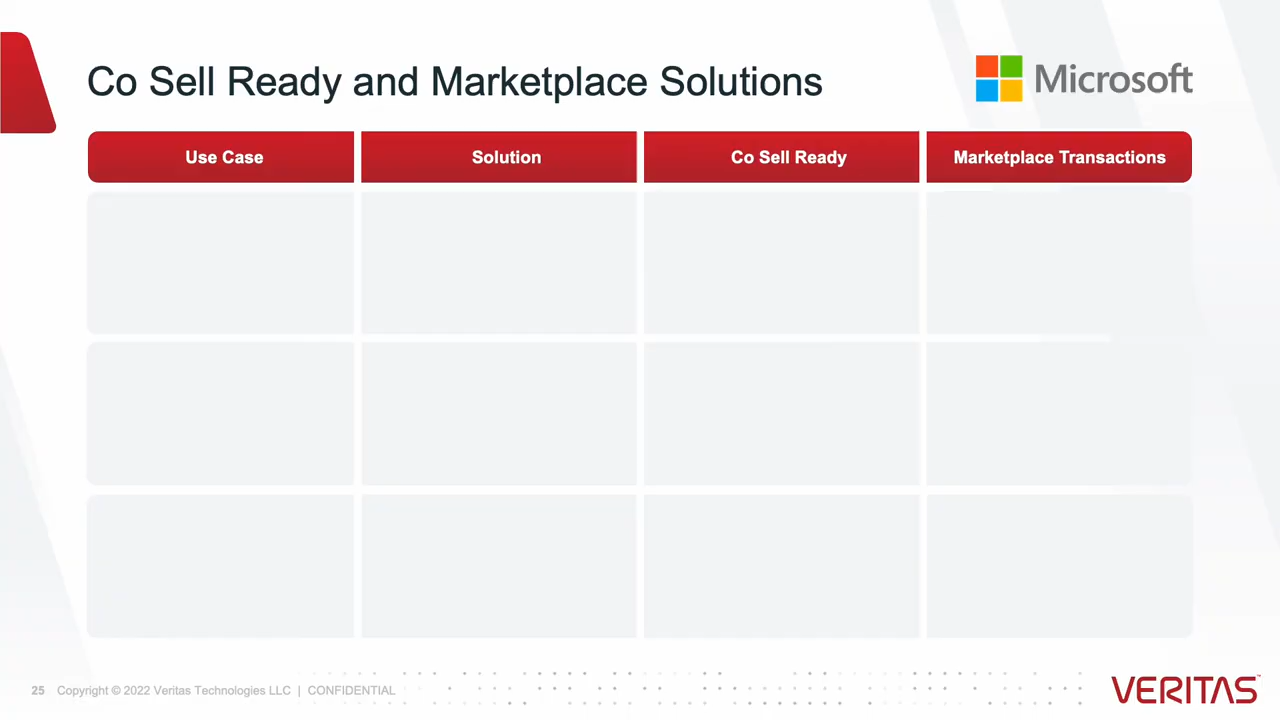 Co Sell Ready and Marketplace Solutions
Microsoft
Use Case
Solution
Co Sell Ready
Marketplace Transactions
25 Copyright © 2022 Veritas Technologies LLC | CONFIDENTIAL
VERITAS™